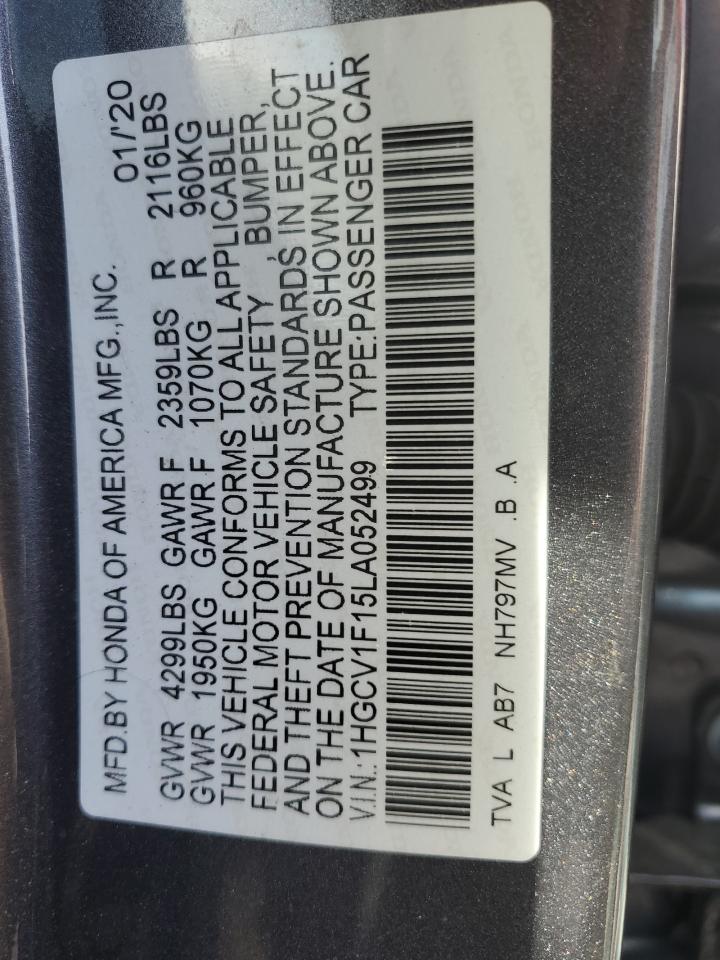 MFD.BY HONDA OF AMERICA MFG.,INC. 01/'20
GVWR 4299LBS GAWR F 2359LBS R 2116LBS
GVWR 1950KG GAWR F 1070KG R 960KG
THIS VEHICLE CONFORMS TO ALL APPLICABLE
FEDERAL MOTOR VEHICLE SAFETY , BUMPER,
AND THEFT PREVENTION STANDARDS IN EFFECT
ON THE DATE OF MANUFACTURE SHOWN ABOVE.
V.I.N.:1HGCV1F15LA052499 TYPE:PASSENGER CAR
TVA L AB7 NH797MV .B .A